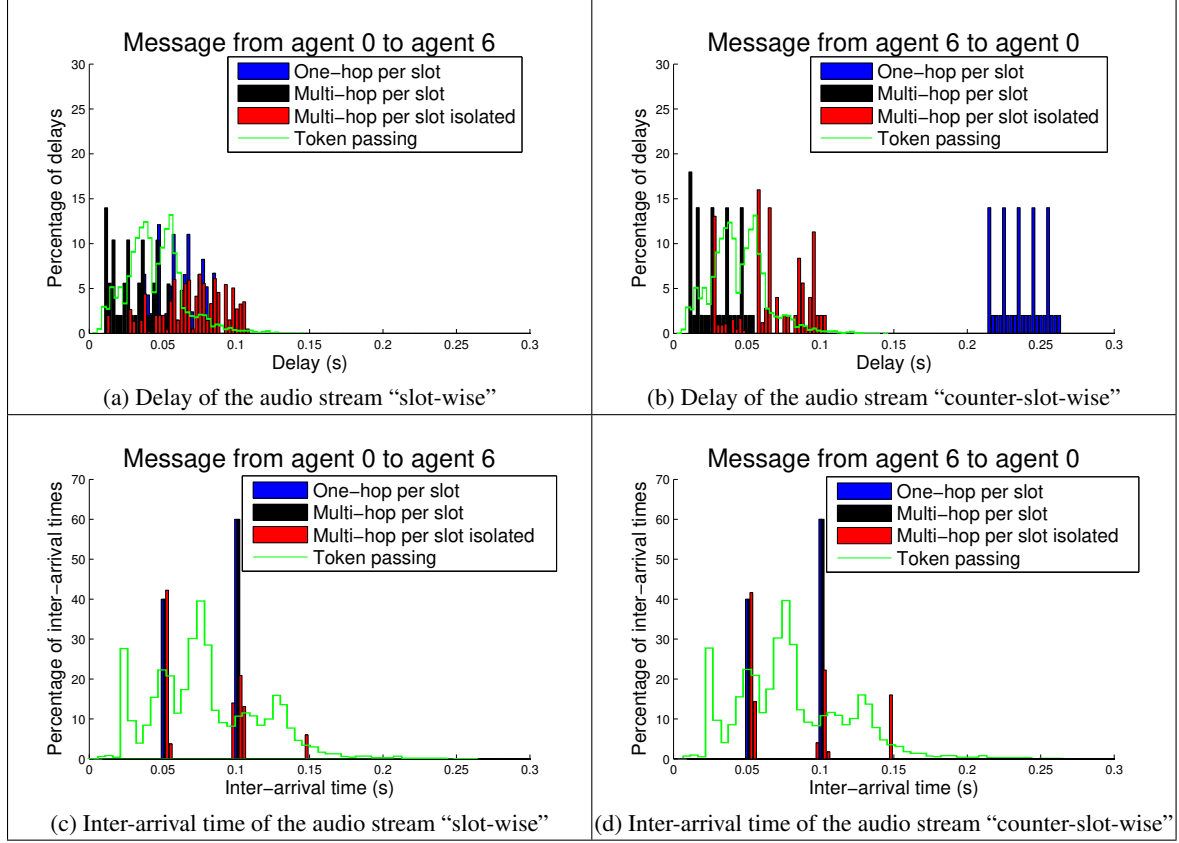 Message from agent 0 to agent 6
One-hop per slot
Multi-hop per slot
Multi-hop per slot isolated
Token passing
Percentage of delays
30
25
20
15
10
5
0
0 0.05 0.1 0.15 0.2 0.25 0.3
Delay (s)
(a) Delay of the audio stream “slot-wise”
Message from agent 6 to agent 0
One-hop per slot
Multi-hop per slot
Multi-hop per slot isolated
Token passing
Percentage of delays
30
25
20
15
10
5
0
0 0.05 0.1 0.15 0.2 0.25 0.3
Delay (s)
(b) Delay of the audio stream “counter-slot-wise”
Message from agent 0 to agent 6
One-hop per slot
Multi-hop per slot
Multi-hop per slot isolated
Token passing
Percentage of inter-arrival times
70
60
50
40
30
20
10
0
0 0.05 0.1 0.15 0.2 0.25 0.3
Inter-arrival time (s)
(c) Inter-arrival time of the audio stream “slot-wise”
Message from agent 6 to agent 0
One-hop per slot
Multi-hop per slot
Multi-hop per slot isolated
Token passing
Percentage of inter-arrival times
70
60
50
40
30
20
10
0
0 0.05 0.1 0.15 0.2 0.25 0.3
Inter-arrival time (s)
(d) Inter-arrival time of the audio stream “counter-slot-wise”